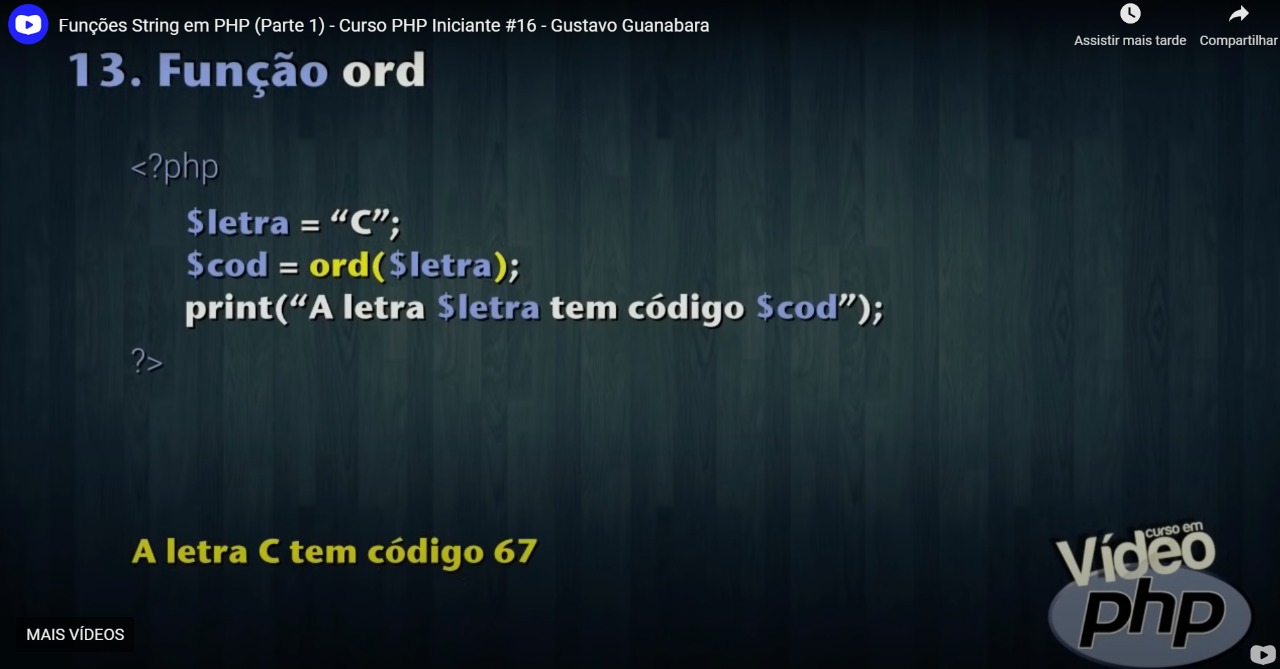 Funções String em PHP (Parte 1) - Curso PHP Iniciante #16 - Gustavo Guanabara
Assistir mais tarde
Compartilhar
13. Função ord
<?php
$letra = “C”;
$cod = ord($letra);
print(“A letra $letra tem código $cod”);
?>
A letra C tem código 67
curso em
Vídeo
php
MAIS VÍDEOS